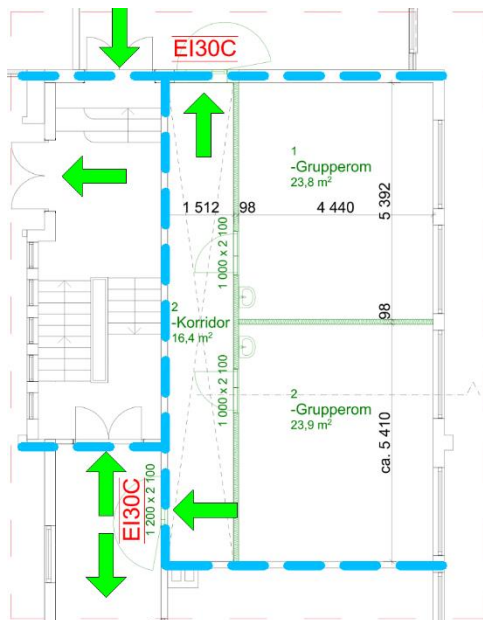 EI30C
1
-Grupperom
23,8 m²
5 392
1 512
98
4 440
1 000 x 2 100
98
2
-Korridor
16,4 m²
1 000 x 2 100
2
-Grupperom
23,9 m²
ca. 5 410
EI30C
1 200 x 2 100